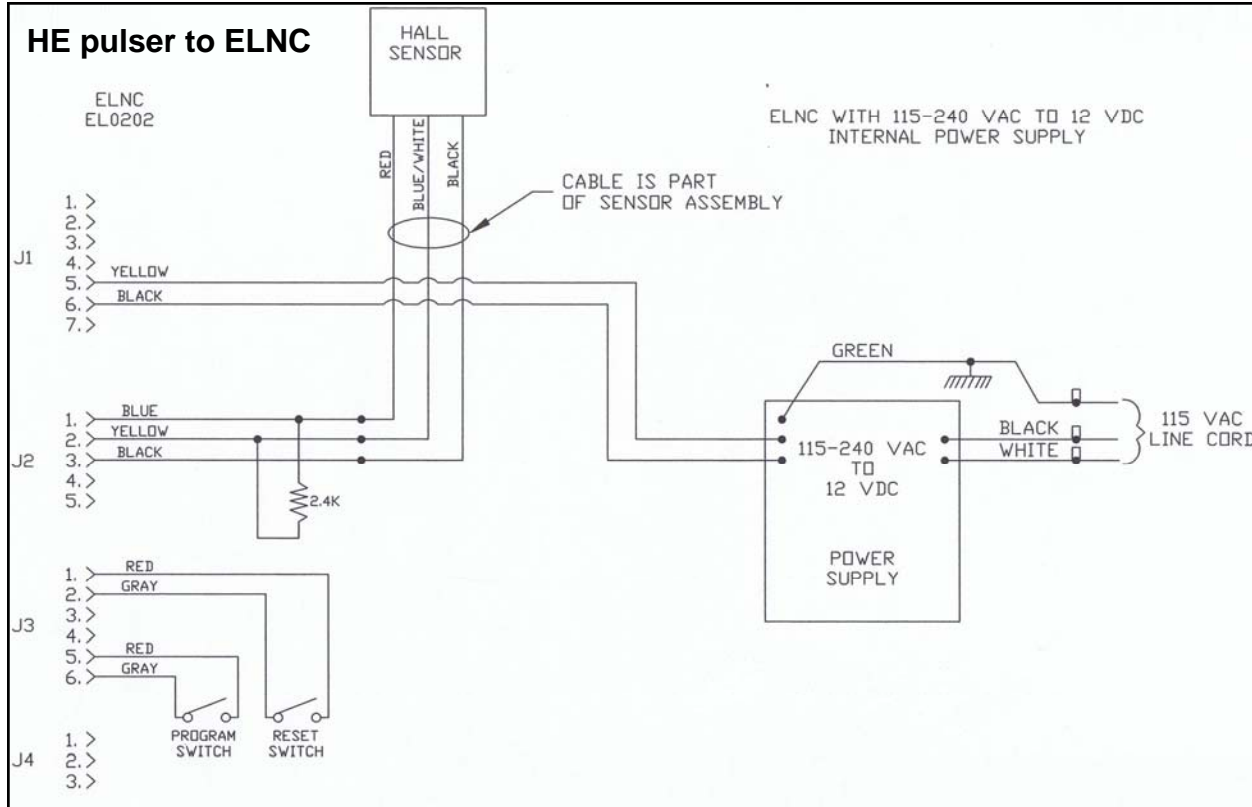 HE pulser to ELNC
HALL
SENSOR
ELNC
EL0202
ELNC WITH 115-240 VAC TO 12 VDC
INTERNAL POWER SUPPLY
RED
BLUE/WHITE
BLACK
CABLE IS PART
OF SENSOR ASSEMBLY
J1
1.
2.
3.
4.
5. YELLOW
6. BLACK
7.
GREEN
BLACK
WHITE
115 VAC
LINE CORD
115-240 VAC
TO
12 VDC
POWER
SUPPLY
J2
1. BLUE
2. YELLOW
3. BLACK
4.
5.
2.4K
J3
1. RED
2. GRAY
3.
4.
5. RED
6. GRAY
PROGRAM
SWITCH
RESET
SWITCH
J4
1.
2.
3.